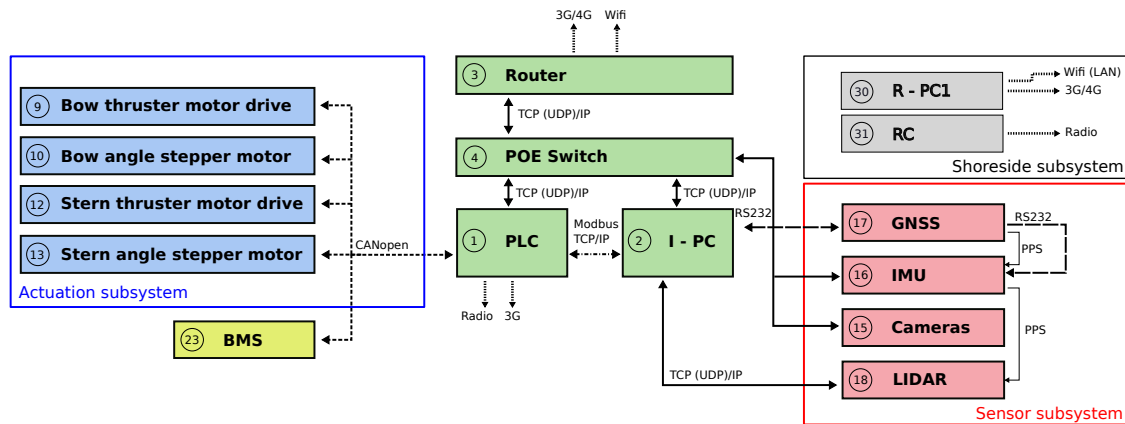 3G/4G
Wifi
3 Router
TCP (UDP)/IP
4 POE Switch
TCP (UDP)/IP
TCP (UDP)/IP
1 PLC
Modbus
TCP/IP
2 I - PC
RS232
Radio
3G
CANopen
9 Bow thruster motor drive
10 Bow angle stepper motor
12 Stern thruster motor drive
13 Stern angle stepper motor
Actuation subsystem
23 BMS
30 R - PC1
Wifi (LAN)
3G/4G
31 RC
Radio
Shoreside subsystem
17 GNSS
RS232
PPS
16 IMU
15 Cameras
PPS
18 LIDAR
TCP (UDP)/IP
Sensor subsystem